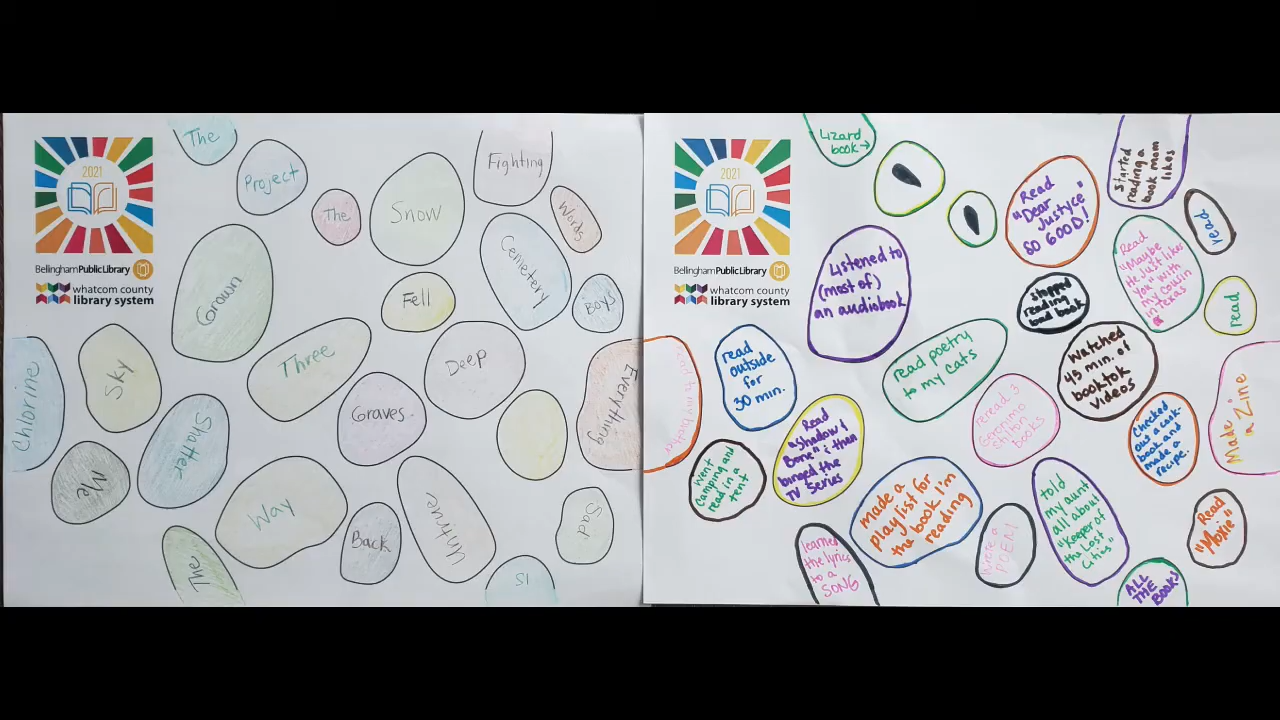 The
2021
BellinghamPublicLibrary
whatcom county
library system
Project
The
Snow
Fighting
Words
Grown
Fell
Cemetery
Boys
Chlorine
Sky
Three
Deep
Graves
Everything
Shatter
Me
Way
Untrue
Sad
Back
The
Is
Lizard
book→
2021
BellinghamPublicLibrary
whatcom county
library system
Read
"Dear
Justyce"
SO GOOD!
started
reading a
book mom
likes
read
Listened to
(most of)
an audiobook
stopped
reading
bad book
Read
"Maybe
He Just Likes
You" with
my cousin
in Texas
read
read
outside
for
30 min.
read poetry
to my cats
Watched
45 min. of
booktok
videos
Made
a Zine
Read
"Shadow &
Bone" & then
binged the
TV Series
reread 3
Geronimo
Stilton
books
Checked
out a cook-
book and
made a
recipe.
my brother
Went
camping and
read in a
tent
made a
playlist for
the book I'm
reading
told
my aunt
all about
"Keeper of
the Lost
Cities"
Read
"Moxie"
learned
the lyrics
to a
SONG
wrote a
POEM
ALL
THE
BOOKS